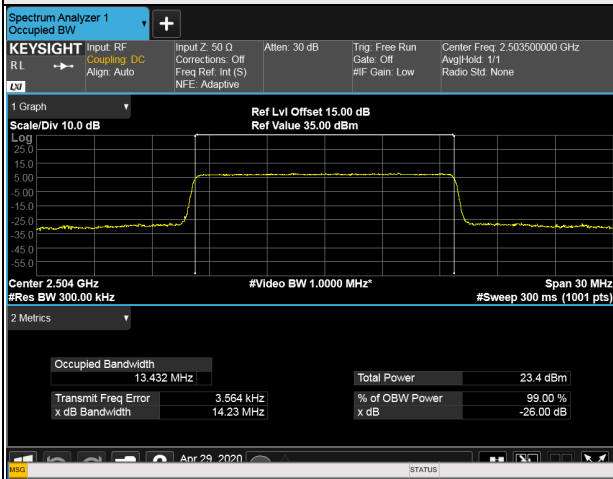 Spectrum Analyzer 1
Occupied BW
KEYSIGHT Input: RF Input Z: 50 Ω Atten: 30 dB Trig: Free Run Center Freq: 2.503500000 GHz
RL Coupling: DC Corrections: Off Gate: Off Avg|Hold: 1/1
Align: Auto Freq Ref: Int (S) #IF Gain: Low Radio Std: None
LXI NFE: Adaptive
1 Graph
Ref Lvl Offset 15.00 dB
Scale/Div 10.0 dB Ref Value 35.00 dBm
Log
25.0
15.0
5.00
-5.00
-15.0
-25.0
-35.0
-45.0
-55.0
Center 2.504 GHz #Video BW 1.0000 MHz* Span 30 MHz
#Res BW 300.00 kHz #Sweep 300 ms (1001 pts)
2 Metrics
Occupied Bandwidth
13.432 MHz Total Power 23.4 dBm
Transmit Freq Error 3.564 kHz % of OBW Power 99.00 %
x dB Bandwidth 14.23 MHz x dB -26.00 dB
Apr 29, 2020
MSG STATUS